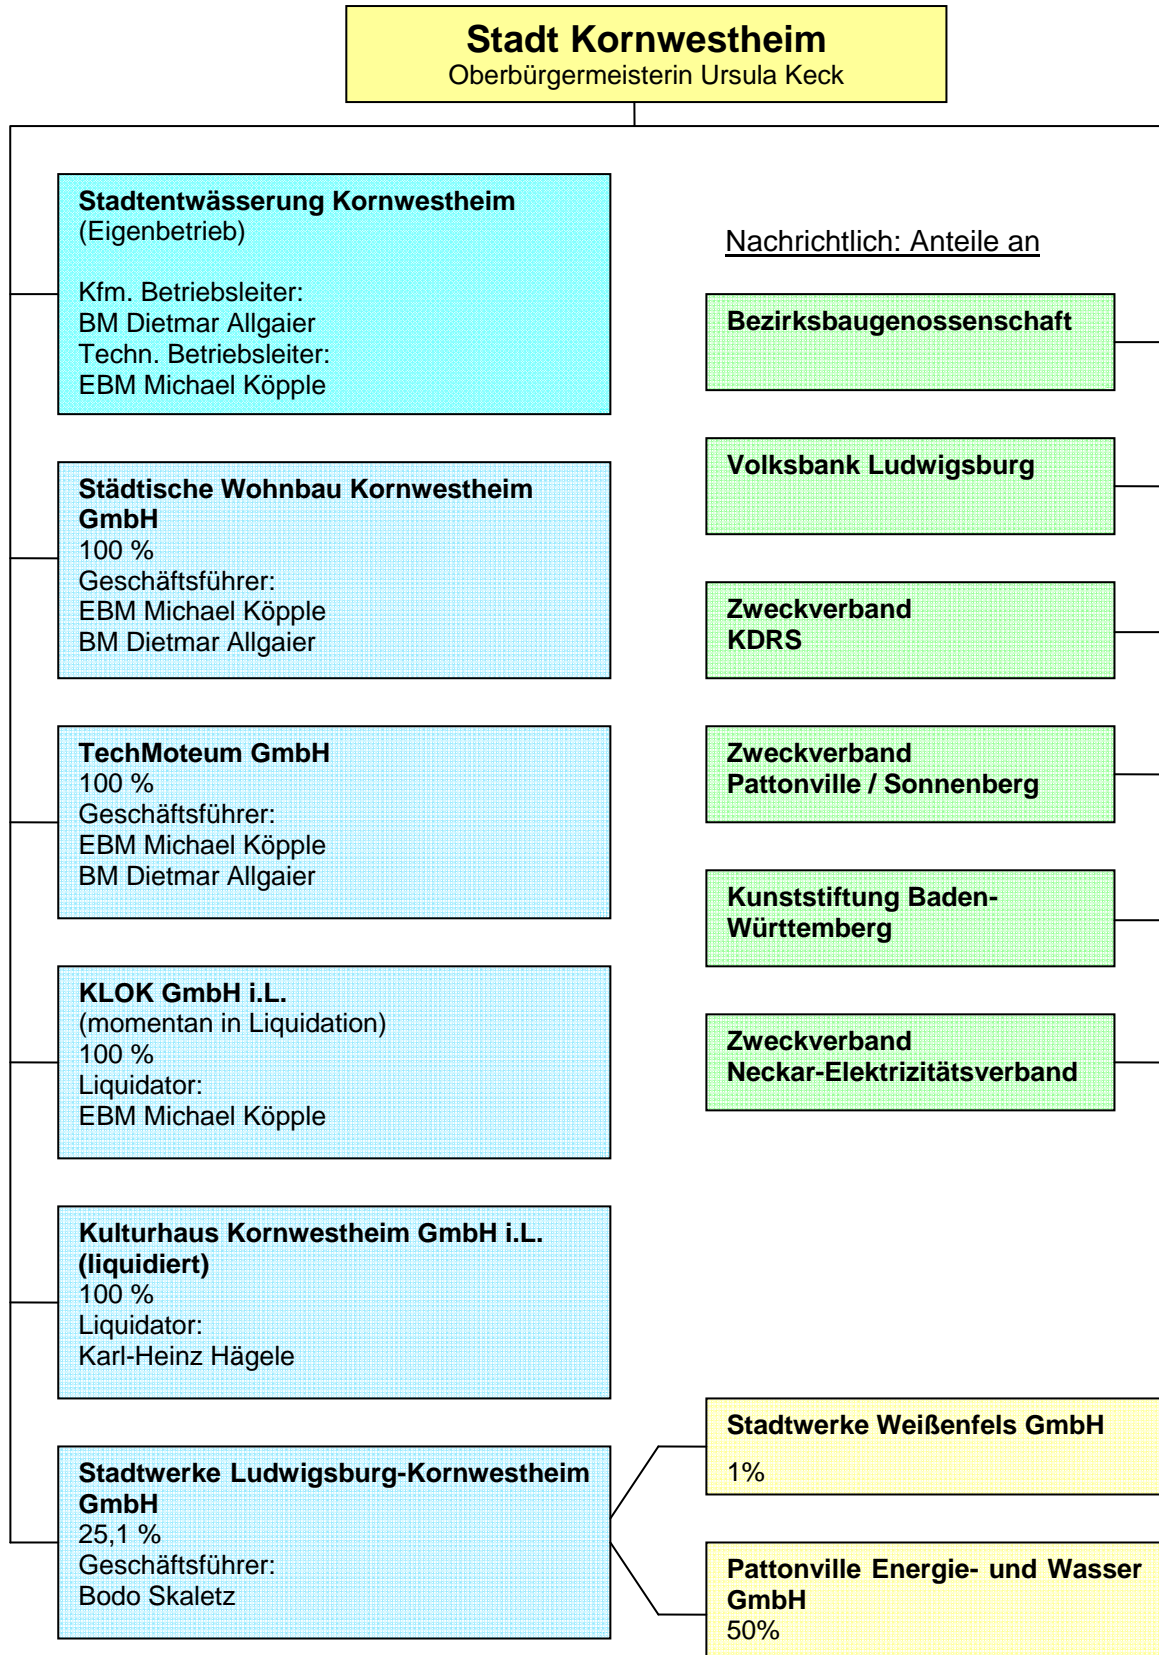 Stadt Kornwestheim
Oberbürgermeisterin Ursula Keck
Stadtentwässerung Kornwestheim
(Eigenbetrieb)
Kfm. Betriebsleiter:
BM Dietmar Allgaier
Techn. Betriebsleiter:
EBM Michael Köpple
Städtische Wohnbau Kornwestheim
GmbH
100 %
Geschäftsführer:
EBM Michael Köpple
BM Dietmar Allgaier
TechMoteum GmbH
100 %
Geschäftsführer:
EBM Michael Köpple
BM Dietmar Allgaier
KLOK GmbH i.L.
(momentan in Liquidation)
100 %
Liquidator:
EBM Michael Köpple
Kulturhaus Kornwestheim GmbH i.L.
(liquidiert)
100 %
Liquidator:
Karl-Heinz Hägele
Stadtwerke Ludwigsburg-Kornwestheim
GmbH
25,1 %
Geschäftsführer:
Bodo Skaletz
Nachrichtlich: Anteile an
Bezirksbaugenossenschaft
Volksbank Ludwigsburg
Zweckverband
KDRS
Zweckverband
Pattonville / Sonnenberg
Kunststiftung Baden-
Württemberg
Zweckverband
Neckar-Elektrizitätsverband
Stadtwerke Weißenfels GmbH
1%
Pattonville Energie- und Wasser
GmbH
50%